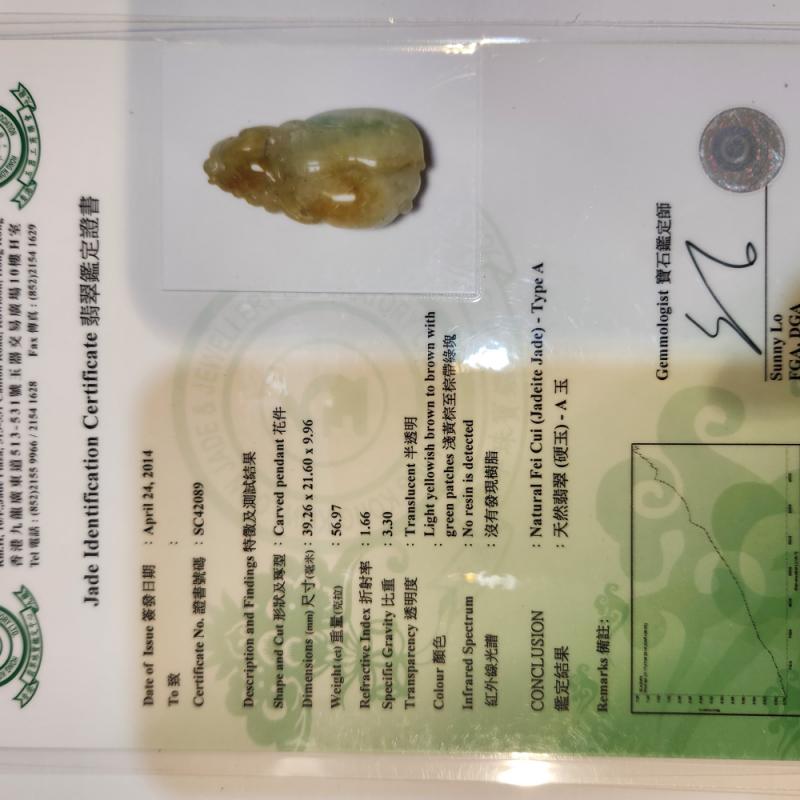 香港九龍廣東道513-531號玉器交易廣場10樓H室
Tel 電話 : (852)2155 9966 / 2154 1628 Fax 傳真 : (852)2154 1629
Jade Identification Certificate 翡翠鑑定證書
Date of Issue 簽發日期 : April 24, 2014
To 致 :
Certificate No. 證書號碼 : SC42089
Description and Findings 特徵及測試結果
Shape and Cut 形狀及琢型 : Carved pendant 花件
Dimensions (mm) 尺寸(毫米) : 39.26 x 21.60 x 9.96
Weight(ct) 重量(克拉) : 56.97
Refractive Index 折射率 : 1.66
Specific Gravity 比重 : 3.30
Transparency 透明度 : Translucent 半透明
Colour 顏色 : Light yellowish brown to brown with
green patches 淺黃棕至棕帶綠塊
Infrared Spectrum : No resin is detected
紅外線光譜 : 沒有發現樹脂
CONCLUSION : Natural Fei Cui (Jadeite Jade) - Type A
鑑定結果 : 天然翡翠 (硬玉) - A 玉
Remarks 備註:
Gemmologist 寶石鑑定師
Sunny Lo
FGA, DGA